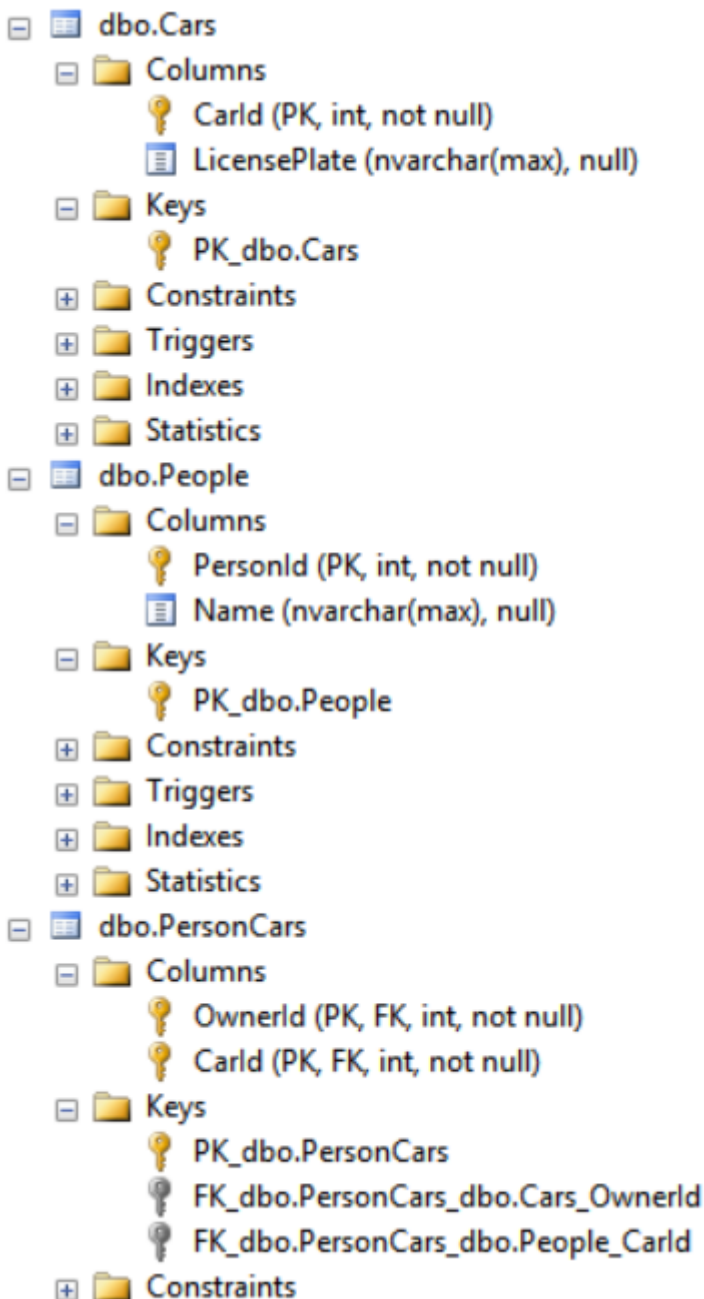 dbo.Cars
Columns
CarId (PK, int, not null)
LicensePlate (nvarchar(max), null)
Keys
PK_dbo.Cars
Constraints
Triggers
Indexes
Statistics
dbo.People
Columns
PersonId (PK, int, not null)
Name (nvarchar(max), null)
Keys
PK_dbo.People
Constraints
Triggers
Indexes
Statistics
dbo.PersonCars
Columns
OwnerId (PK, FK, int, not null)
CarId (PK, FK, int, not null)
Keys
PK_dbo.PersonCars
FK_dbo.PersonCars_dbo.Cars_OwnerId
FK_dbo.PersonCars_dbo.People_CarId
Constraints